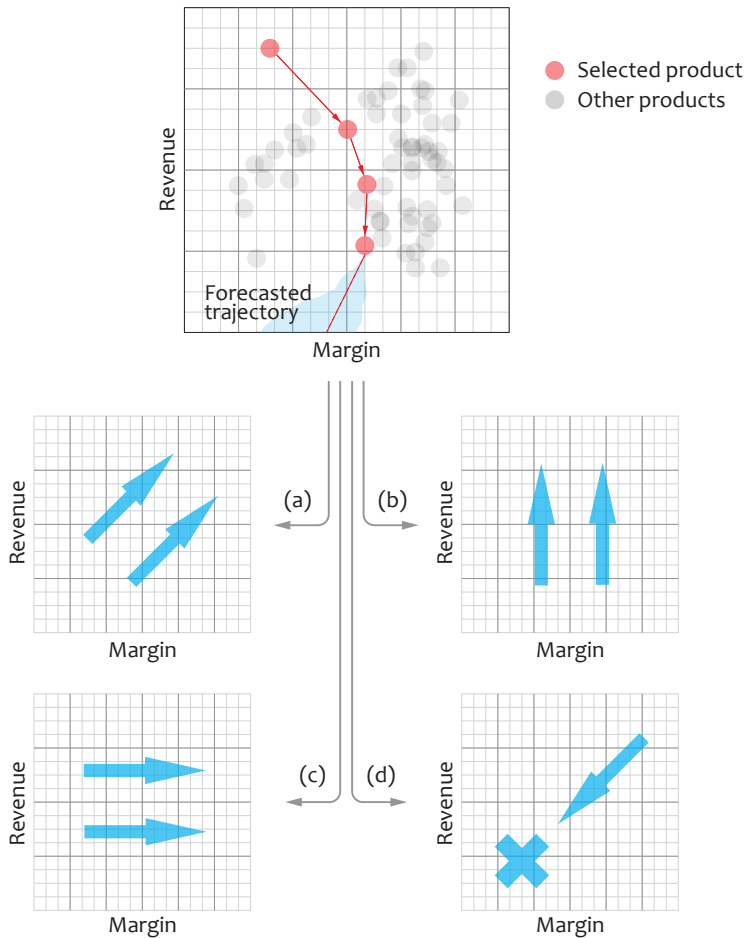 Selected product
Other products
Revenue
Forecasted
trajectory
Margin
(a)
(b)
Revenue
Margin
Revenue
Margin
(c)
(d)
Revenue
Margin
Revenue
Margin